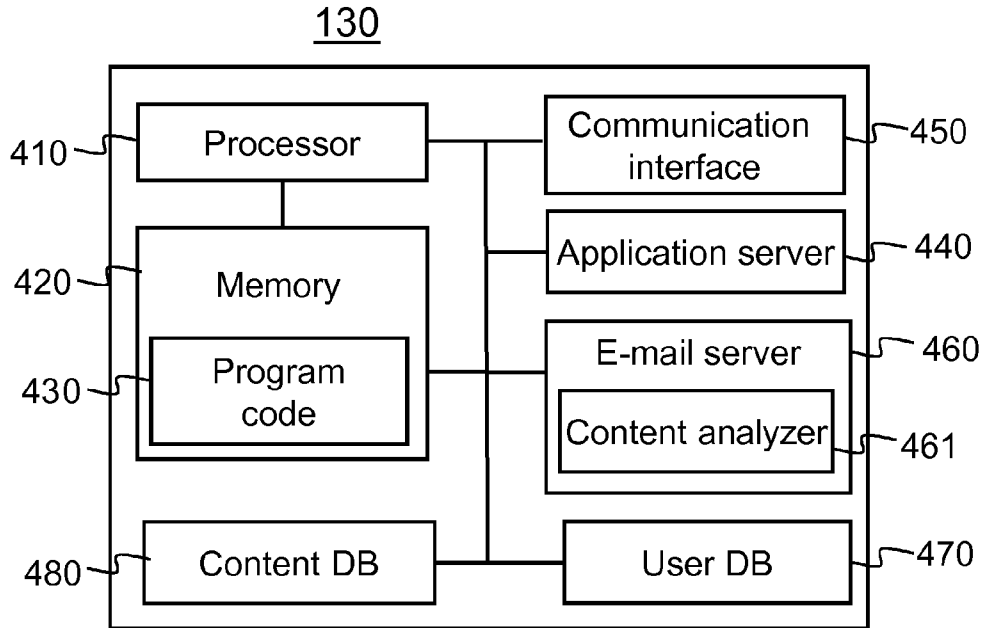 130
410
Processor
Communication
interface
450
420
Memory
Application server
440
430
Program
code
E-mail server
460
Content analyzer
461
480
Content DB
User DB
470